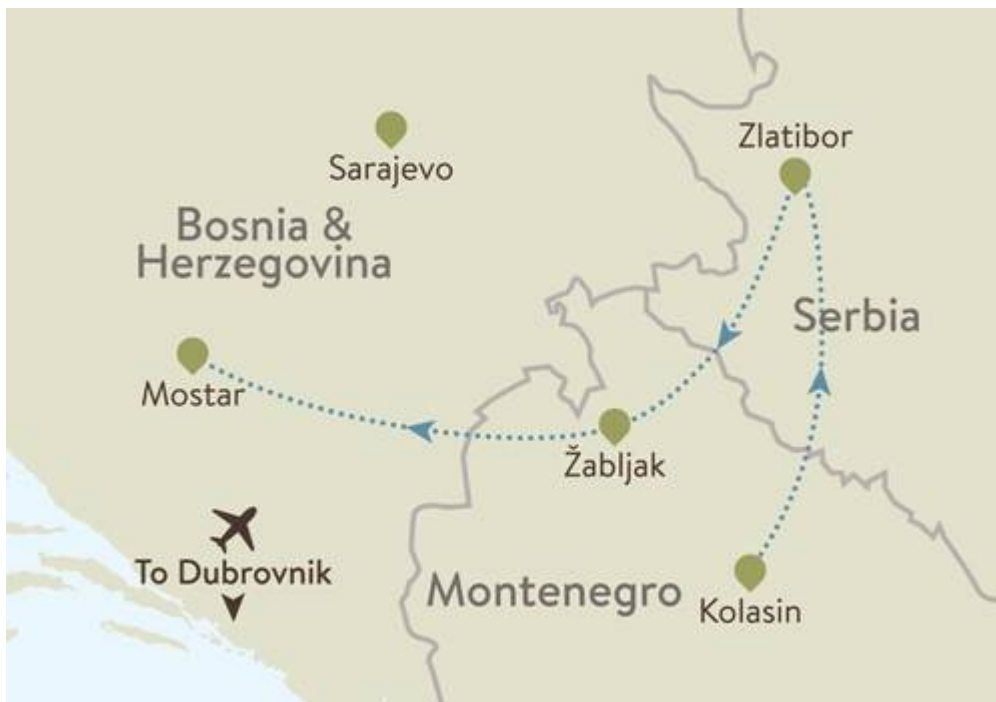 Zlatibor
Sarajevo
Bosnia &
Herzegovina
Serbia
Mostar
Žabljak
To Dubrovnik
Montenegro
Kolasin